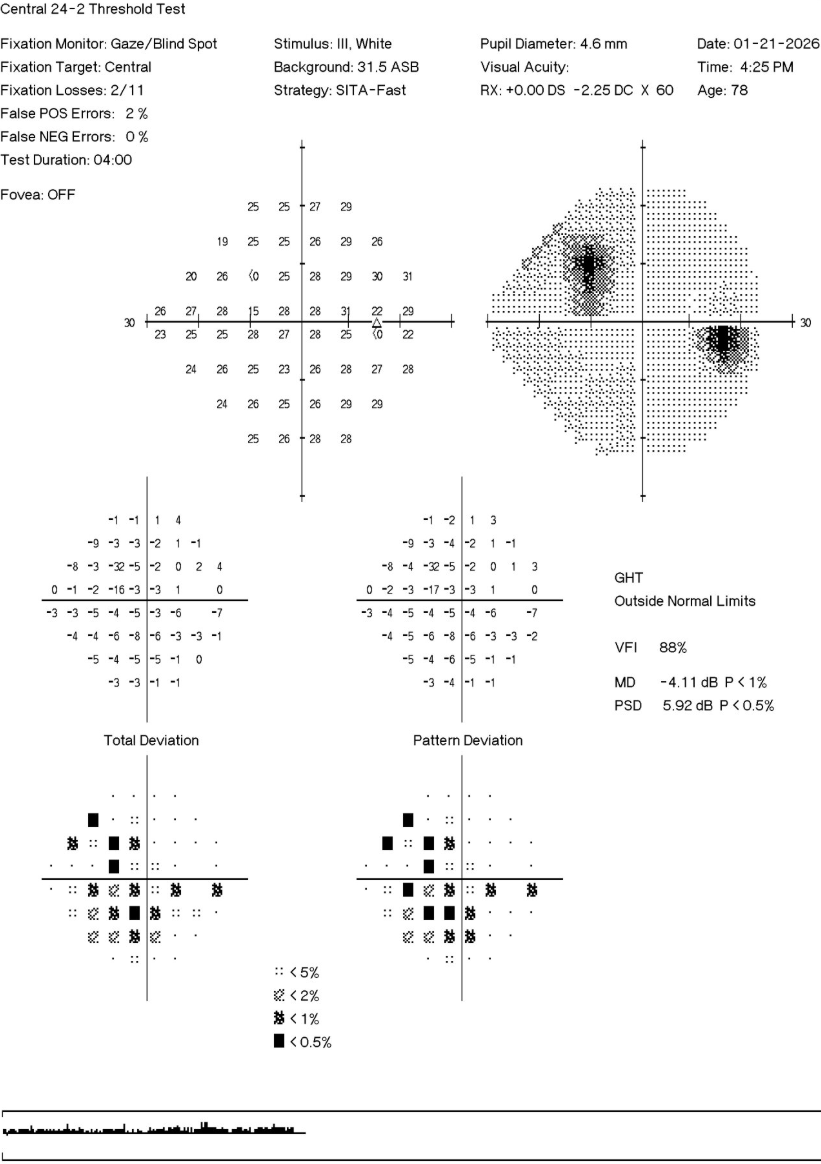 Central 24-2 Threshold Test
Fixation Monitor: Gaze/Blind Spot Stimulus: III, White Pupil Diameter: 4.6 mm Date: 01-21-2026
Fixation Target: Central Background: 31.5 ASB Visual Acuity: Time: 4:25 PM
Fixation Losses: 2/11 Strategy: SITA-Fast RX: +0.00 DS -2.25 DC X 60 Age: 78
False POS Errors: 2 %
False NEG Errors: 0 %
Test Duration: 04:00
Fovea: OFF
25 25 27 29
19 25 25 26 29 26
20 26 <0 25 28 29 30 31
26 27 28 15 28 28 31 22 29
30 30
23 25 25 28 27 28 25 <0 22
24 26 25 23 26 28 27 28
24 26 25 26 29 29
25 26 28 28
-1 -1 1 4 -1 -2 1 3
-9 -3 -3 -2 1 -1 -9 -3 -4 -2 1 -1
-8 -3 -32 -5 -2 0 2 4 -8 -4 -32 -5 -2 0 1 3
0 -1 -2 -16 -3 -3 1 0 0 -2 -3 -17 -3 -3 1 0
-3 -3 -5 -4 -5 -3 -6 -7 -3 -4 -5 -4 -5 -4 -6 -7
-4 -4 -6 -8 -6 -3 -3 -1 -4 -5 -6 -8 -6 -3 -3 -2
-5 -4 -5 -5 -1 0 -5 -4 -6 -5 -1 -1
-3 -3 -1 -1 -3 -4 -1 -1
GHT
Outside Normal Limits
VFI 88%
MD -4.11 dB P < 1%
PSD 5.92 dB P < 0.5%
Total Deviation Pattern Deviation
< 5%
< 2%
< 1%
< 0.5%